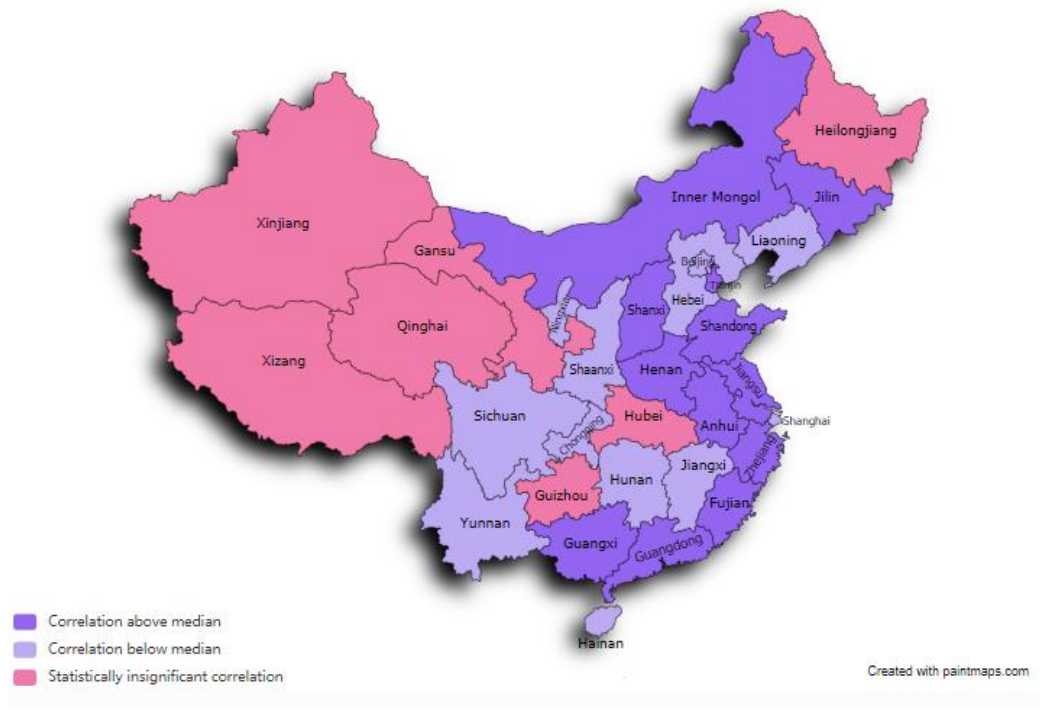 Heilongjiang
Inner Mongol
Jilin
Xinjiang
Liaoning
Gansu
Beijing
Tianjin
Hebei
Ningxia
Shanxi
Qinghai
Shandong
Xizang
Shaanxi
Henan
Jiangsu
Sichuan
Hubei
Anhui
Shanghai
Chongqing
Zhejiang
Jiangxi
Hunan
Guizhou
Fujian
Yunnan
Guangxi
Guangdong
Hainan
Correlation above median
Correlation below median
Statistically insignificant correlation
Created with paintmaps.com